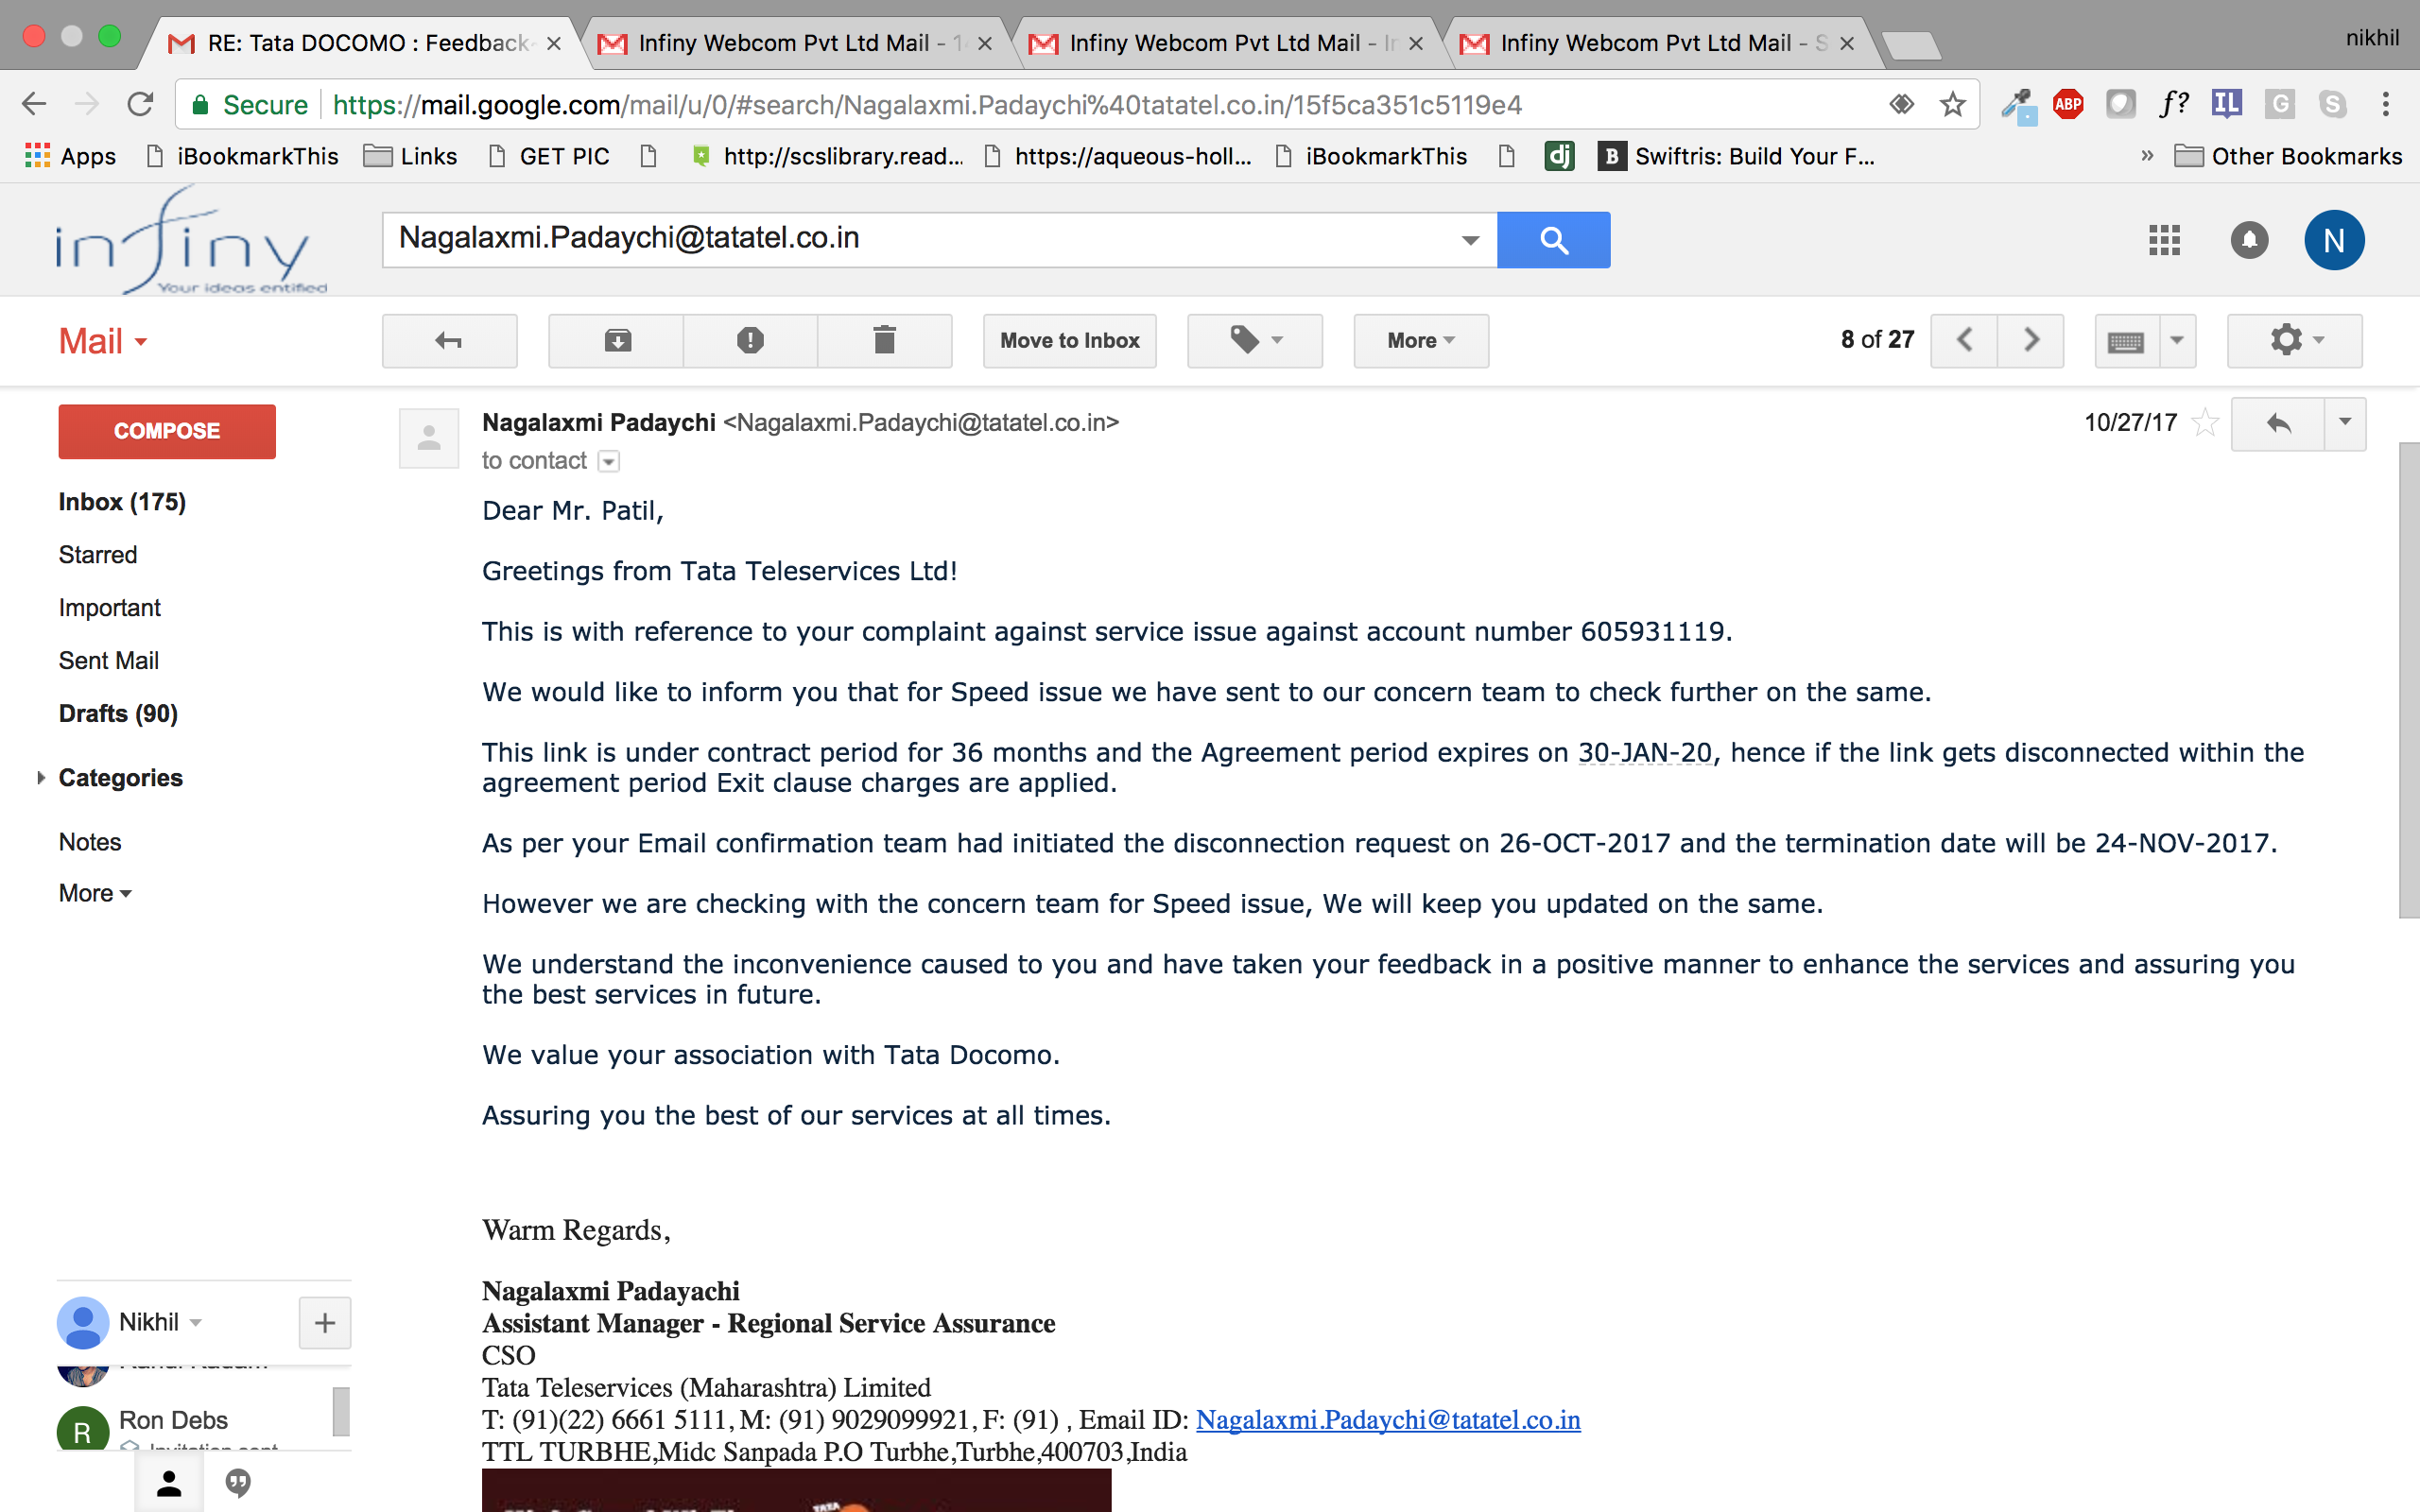 RE: Tata DOCOMO : Feedback
Infiny Webcom Pvt Ltd Mail - 1
Infiny Webcom Pvt Ltd Mail - In
Infiny Webcom Pvt Ltd Mail - S
nikhil
Secure https://mail.google.com/mail/u/0/#search/Nagalaxmi.Padaychi%40tatatel.co.in/15f5ca351c5119e4
ABP
f?
IL
G
S
Apps iBookmarkThis Links GET PIC http://scslibrary.read... https://aqueous-holl... iBookmarkThis dj B Swiftris: Build Your F... » Other Bookmarks
infiny
Your ideas entified
Nagalaxmi.Padaychi@tatatel.co.in
N
Mail
Move to Inbox
More
8 of 27
COMPOSE
Inbox (175)
Starred
Important
Sent Mail
Drafts (90)
Categories
Notes
More
Nagalaxmi Padaychi <Nagalaxmi.Padaychi@tatatel.co.in>
10/27/17
to contact
Dear Mr. Patil,
Greetings from Tata Teleservices Ltd!
This is with reference to your complaint against service issue against account number 605931119.
We would like to inform you that for Speed issue we have sent to our concern team to check further on the same.
This link is under contract period for 36 months and the Agreement period expires on 30-JAN-20, hence if the link gets disconnected within the
agreement period Exit clause charges are applied.
As per your Email confirmation team had initiated the disconnection request on 26-OCT-2017 and the termination date will be 24-NOV-2017.
However we are checking with the concern team for Speed issue, We will keep you updated on the same.
We understand the inconvenience caused to you and have taken your feedback in a positive manner to enhance the services and assuring you
the best services in future.
We value your association with Tata Docomo.
Assuring you the best of our services at all times.
Warm Regards,
Nagalaxmi Padayachi
Assistant Manager - Regional Service Assurance
CSO
Tata Teleservices (Maharashtra) Limited
T: (91)(22) 6661 5111, M: (91) 9029099921, F: (91) , Email ID: Nagalaxmi.Padaychi@tatatel.co.in
TTL TURBHE,Midc Sanpada P.O Turbhe,Turbhe,400703,India
TATA
Nikhil
R
Ron Debs
Invitation sent